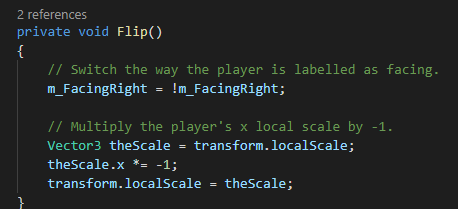 2 references
private void Flip()
{
// Switch the way the player is labelled as facing.
m_FacingRight = !m_FacingRight;
// Multiply the player's x local scale by -1.
Vector3 theScale = transform.localScale;
theScale.x *= -1;
transform.localScale = theScale;
}